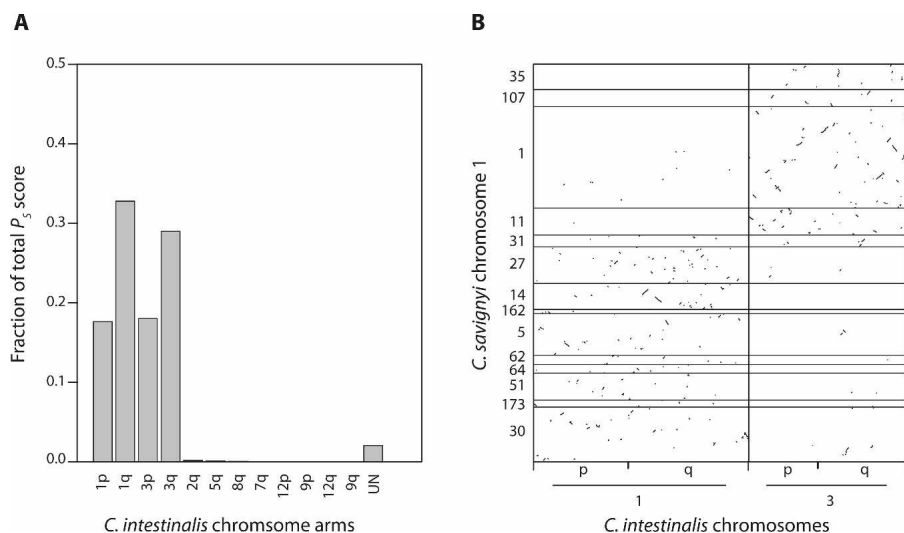 A
0.5
0.4
0.3
0.2
0.1
0.0
Fraction of total PS score
1p 1q 3p 3q 2q 5q 8q 7q 12p 9p 12q 9q UN
C. intestinalis chromsome arms
B
C. savignyi chromosome 1
35
107
1
11
31
27
14
162
5
62
64
51
173
30
p q p q
1 3
C. intestinalis chromosomes